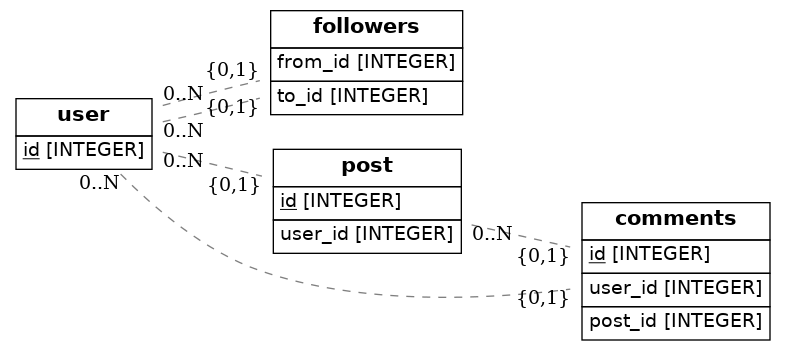 followers
from_id [INTEGER]
to_id [INTEGER]
{0,1}
0..N
{0,1}
0..N
user
id [INTEGER]
0..N
{0,1}
0..N
post
id [INTEGER]
user_id [INTEGER]
0..N
{0,1}
{0,1}
comments
id [INTEGER]
user_id [INTEGER]
post_id [INTEGER]